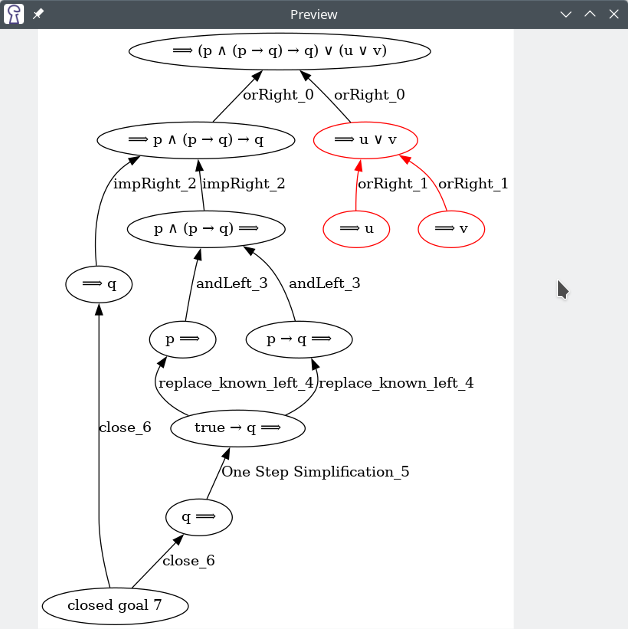 Preview
⟹ (p ∧ (p → q) → q) ∨ (u ∨ v)
orRight_0
orRight_0
⟹ p ∧ (p → q) → q
⟹ u ∨ v
impRight_2
impRight_2
orRight_1
orRight_1
p ∧ (p → q) ⟹
⟹ u
⟹ v
⟹ q
andLeft_3
andLeft_3
p ⟹
p → q ⟹
replace_known_left_4
replace_known_left_4
close_6
true → q ⟹
One Step Simplification_5
q ⟹
close_6
closed goal 7